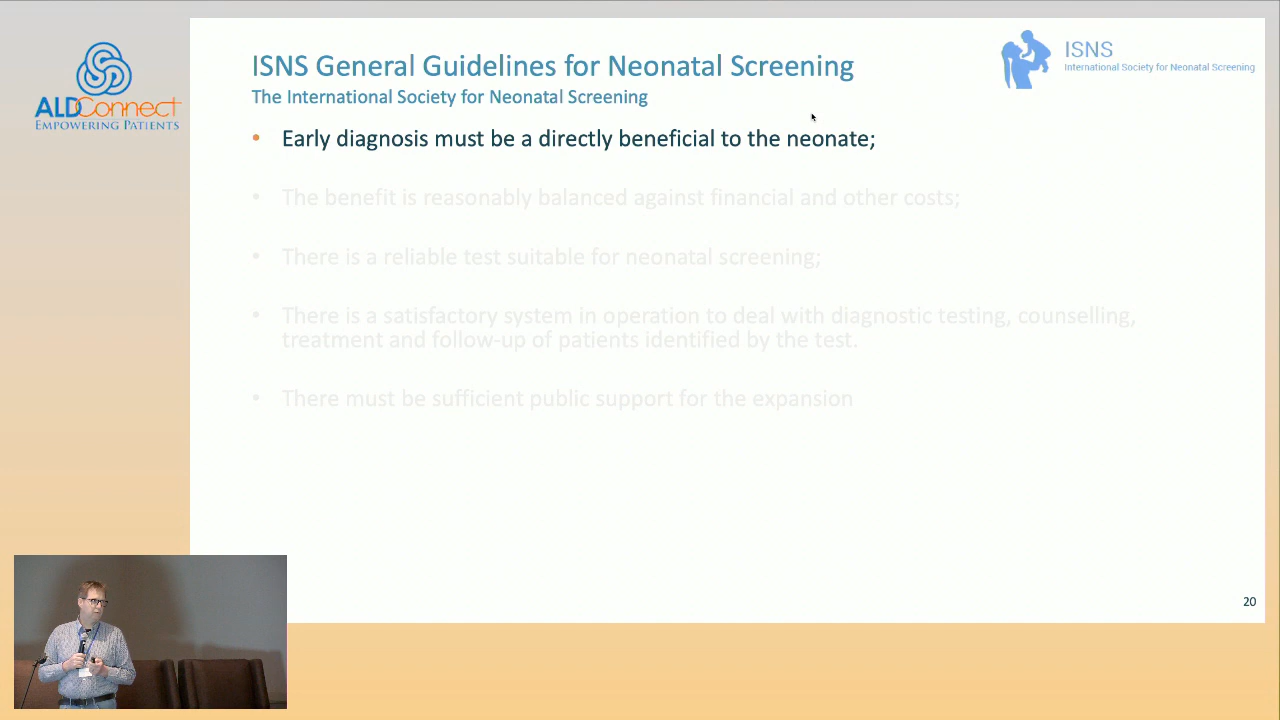 ISNS General Guidelines for Neonatal Screening
The International Society for Neonatal Screening
ISNS
International Society for Neonatal Screening
ALDConnect
EMPOWERING PATIENTS
• Early diagnosis must be a directly beneficial to the neonate;
• The benefit is reasonably balanced against financial and other costs;
• There is a reliable test suitable for neonatal screening;
• There is a satisfactory system in operation to deal with diagnostic testing, counselling,
treatment and follow-up of patients identified by the test.
• There must be sufficient public support for the expansion
20